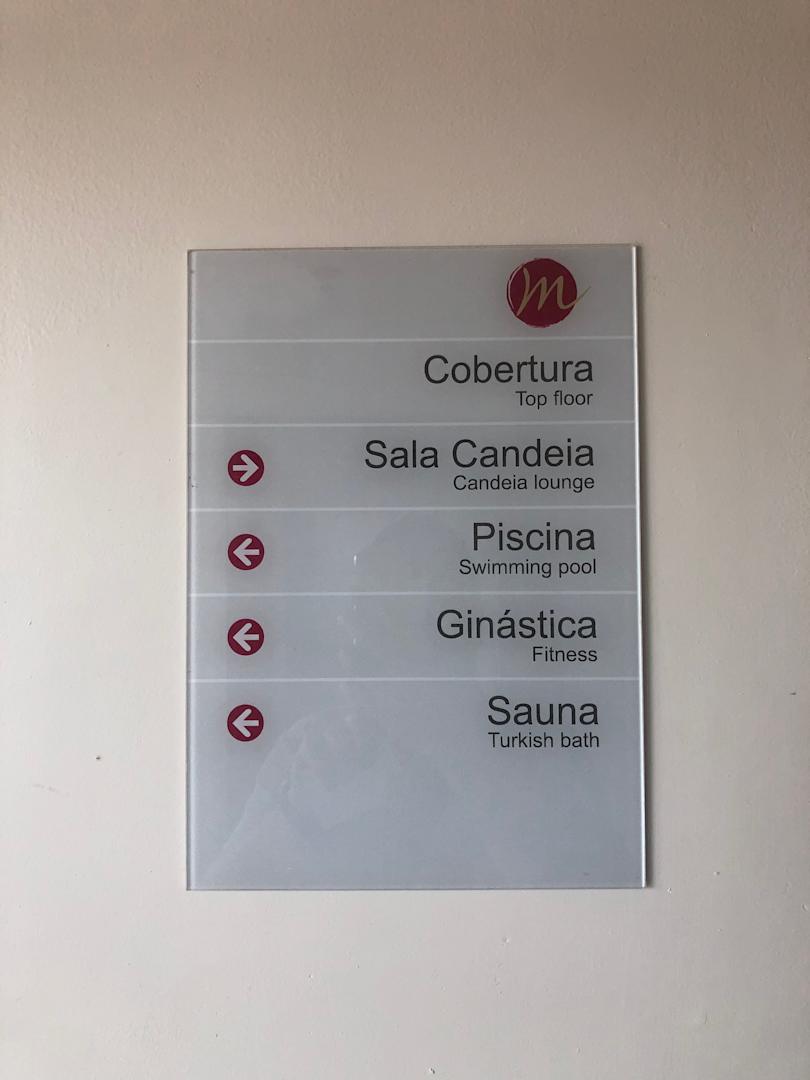 m
Cobertura
Top floor
Sala Candeia
Candeia lounge
Piscina
Swimming pool
Ginástica
Fitness
Sauna
Turkish bath